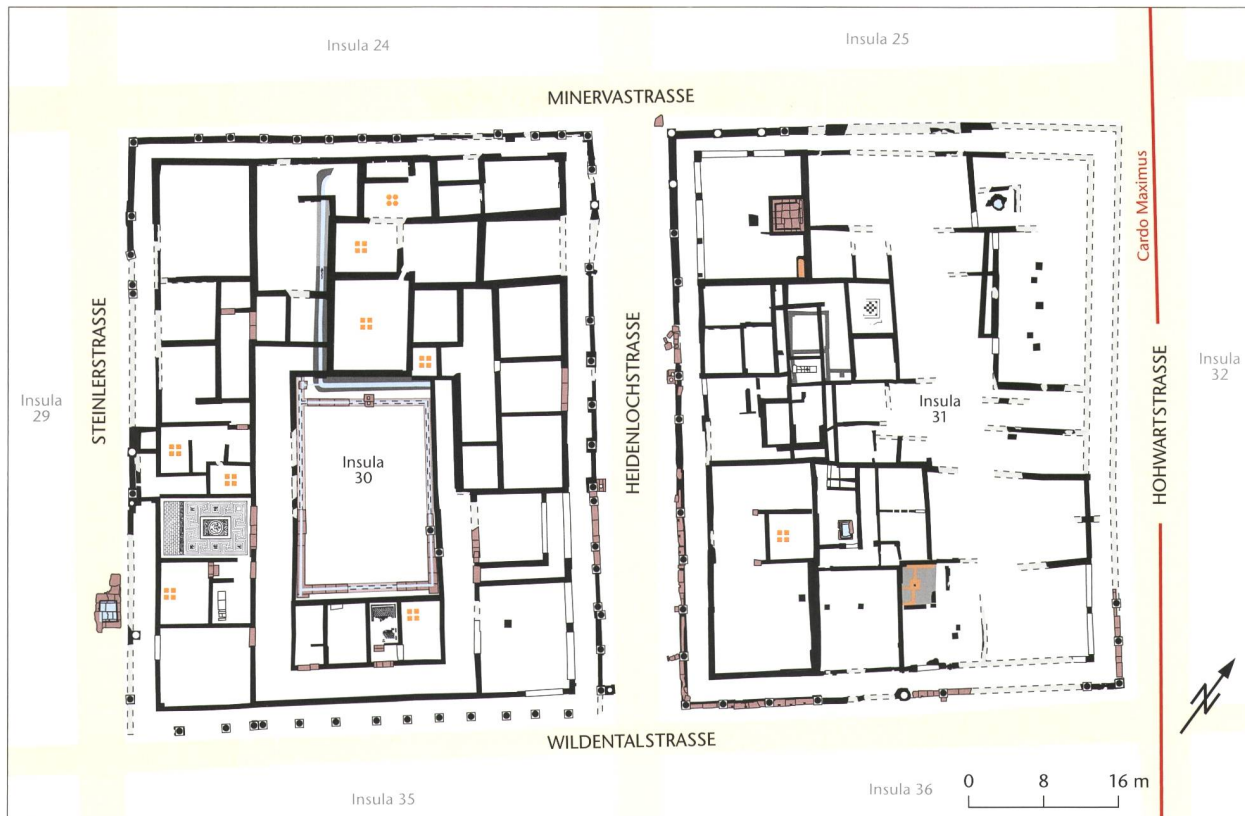 Insula 24
Insula 25
MINERVASTRASSE
Cardo Maximus
STEINLERSTRASSE
HEIDENLOCHSTRASSE
HOHWARTSTRASSE
Insula
29
Insula
30
Insula
31
Insula
32
WILDENTALSTRASSE
Insula 35
Insula 36
0 8 16 m
N